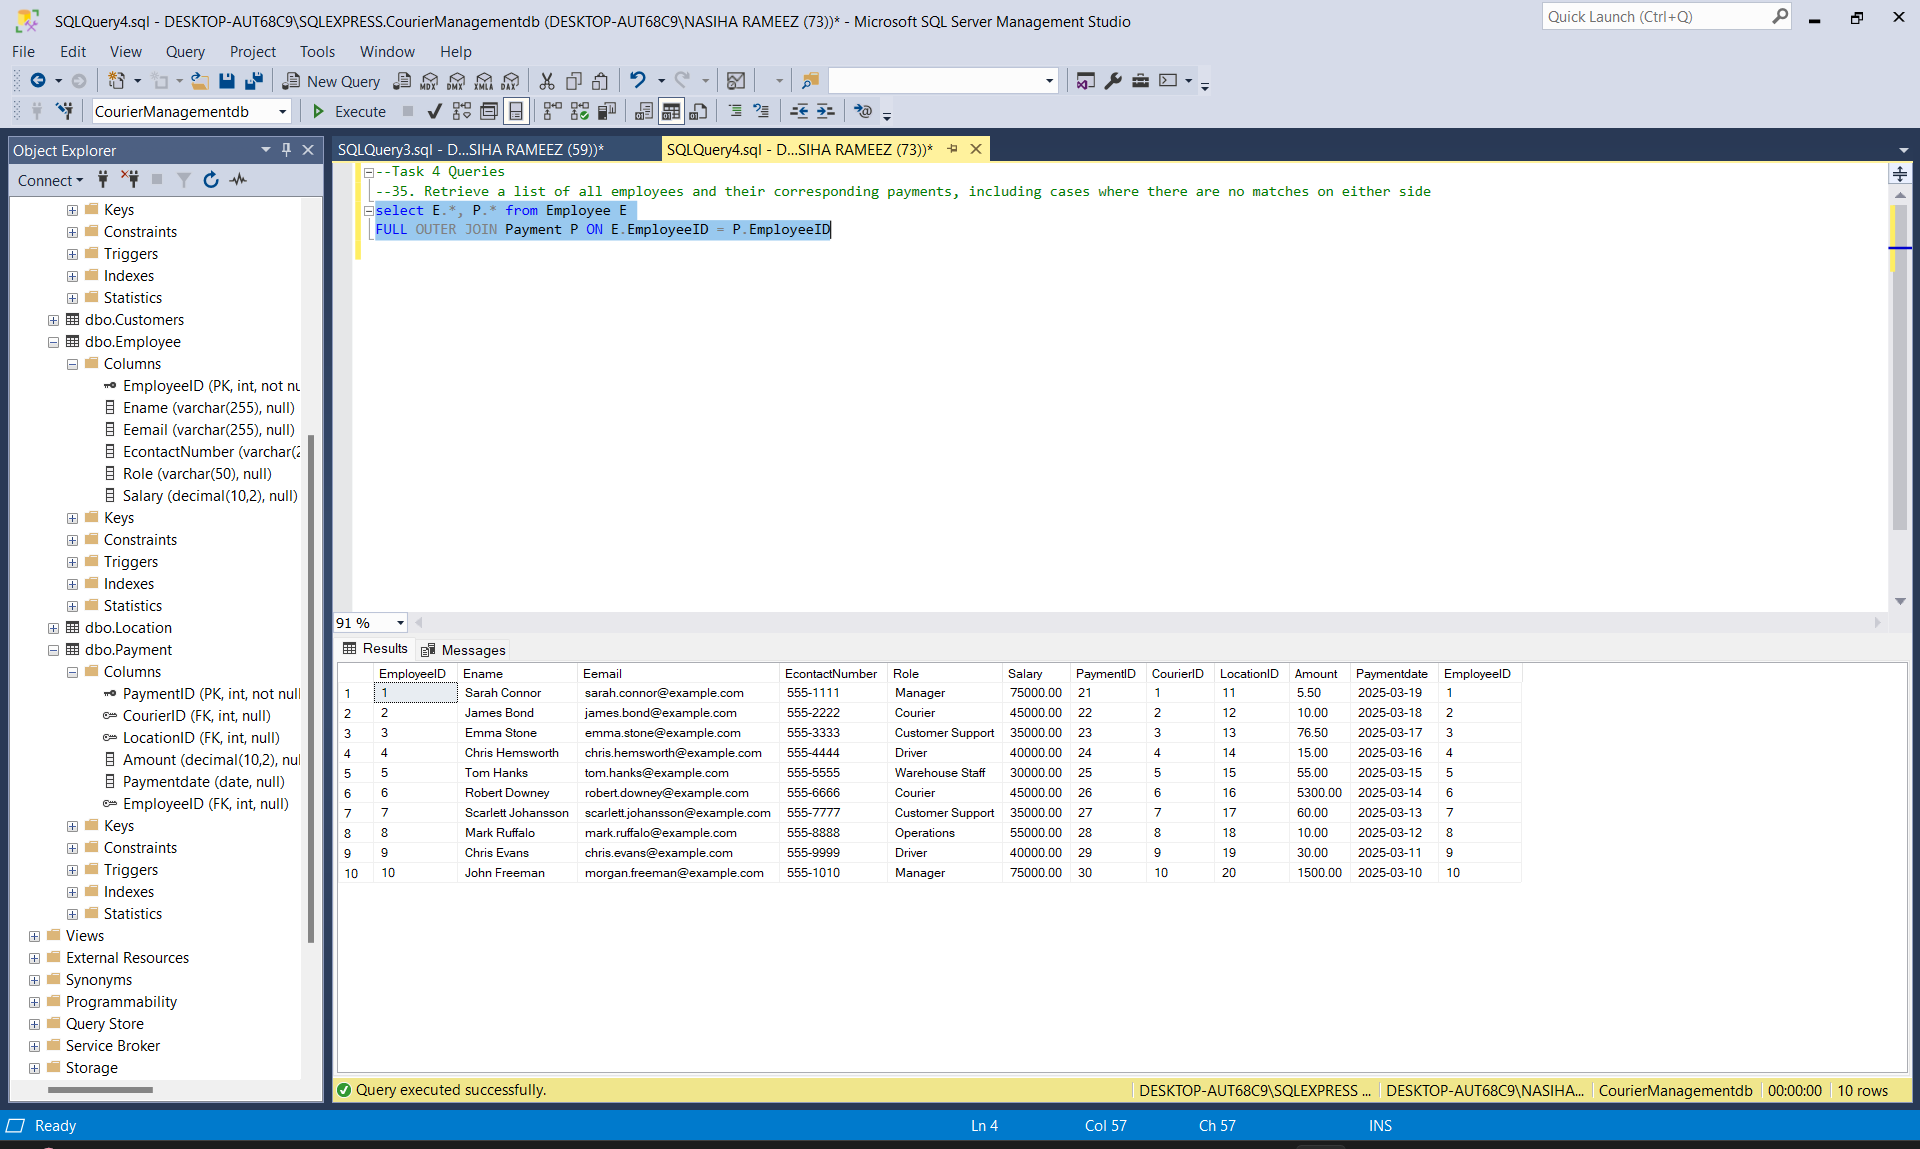 SQLQuery4.sql - DESKTOP-AUT68C9\SQLEXPRESS.CourierManagementdb (DESKTOP-AUT68C9\NASIHA RAMEEZ (73))* - Microsoft SQL Server Management Studio
Quick Launch (Ctrl+Q)
File Edit View Query Project Tools Window Help
New Query MDX DMX XMLA DAX
CourierManagementdb Execute
Object Explorer
Connect
Keys
Constraints
Triggers
Indexes
Statistics
dbo.Customers
dbo.Employee
Columns
EmployeeID (PK, int, not nu
Ename (varchar(255), null)
Eemail (varchar(255), null)
EcontactNumber (varchar(2
Role (varchar(50), null)
Salary (decimal(10,2), null)
Keys
Constraints
Triggers
Indexes
Statistics
dbo.Location
dbo.Payment
Columns
PaymentID (PK, int, not null
CourierID (FK, int, null)
LocationID (FK, int, null)
Amount (decimal(10,2), nul
Paymentdate (date, null)
EmployeeID (FK, int, null)
Keys
Constraints
Triggers
Indexes
Statistics
Views
External Resources
Synonyms
Programmability
Query Store
Service Broker
Storage
SQLQuery3.sql - D...SIHA RAMEEZ (59))* SQLQuery4.sql - D...SIHA RAMEEZ (73))*
--Task 4 Queries
--35. Retrieve a list of all employees and their corresponding payments, including cases where there are no matches on either side
select E.*, P.* from Employee E
FULL OUTER JOIN Payment P ON E.EmployeeID = P.EmployeeID
91 %
Results Messages
EmployeeID Ename Eemail EcontactNumber Role Salary PaymentID CourierID LocationID Amount Paymentdate EmployeeID
1 1 Sarah Connor sarah.connor@example.com 555-1111 Manager 75000.00 21 1 11 5.50 2025-03-19 1
2 2 James Bond james.bond@example.com 555-2222 Courier 45000.00 22 2 12 10.00 2025-03-18 2
3 3 Emma Stone emma.stone@example.com 555-3333 Customer Support 35000.00 23 3 13 76.50 2025-03-17 3
4 4 Chris Hemsworth chris.hemsworth@example.com 555-4444 Driver 40000.00 24 4 14 15.00 2025-03-16 4
5 5 Tom Hanks tom.hanks@example.com 555-5555 Warehouse Staff 30000.00 25 5 15 55.00 2025-03-15 5
6 6 Robert Downey robert.downey@example.com 555-6666 Courier 45000.00 26 6 16 5300.00 2025-03-14 6
7 7 Scarlett Johansson scarlett.johansson@example.com 555-7777 Customer Support 35000.00 27 7 17 60.00 2025-03-13 7
8 8 Mark Ruffalo mark.ruffalo@example.com 555-8888 Operations 55000.00 28 8 18 10.00 2025-03-12 8
9 9 Chris Evans chris.evans@example.com 555-9999 Driver 40000.00 29 9 19 30.00 2025-03-11 9
10 10 John Freeman morgan.freeman@example.com 555-1010 Manager 75000.00 30 10 20 1500.00 2025-03-10 10
Query executed successfully. DESKTOP-AUT68C9\SQLEXPRESS ... DESKTOP-AUT68C9\NASIHA... CourierManagementdb 00:00:00 10 rows
Ready Ln 4 Col 57 Ch 57 INS